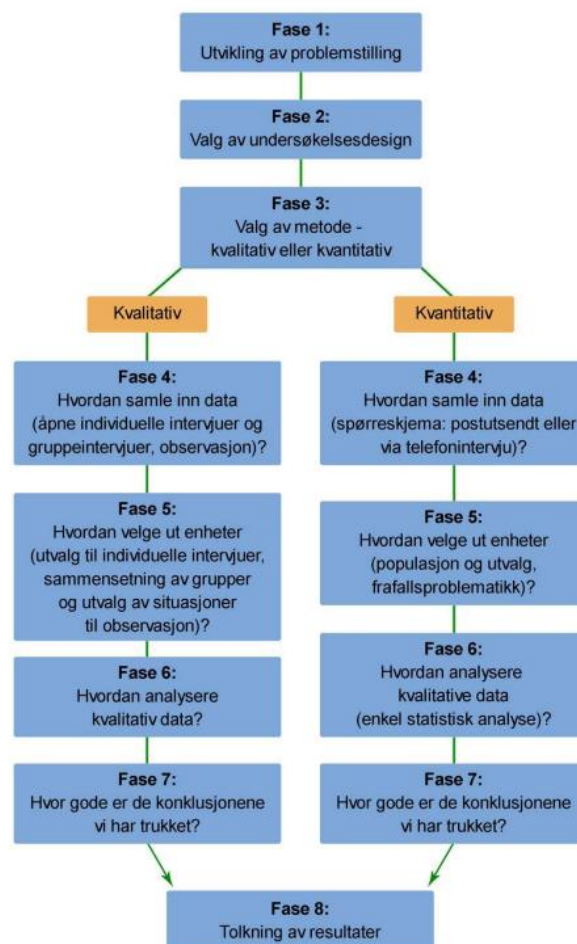 Fase 1:
Utvikling av problemstilling
Fase 2:
Valg av undersøkelsesdesign
Fase 3:
Valg av metode -
kvalitativ eller kvantitativ
Kvalitativ
Fase 4:
Hvordan samle inn data
(åpne individuelle intervjuer og
gruppeintervjuer, observasjon)?
Fase 5:
Hvordan velge ut enheter
(utvalg til individuelle intervjuer,
sammensetning av grupper
og utvalg av situasjoner
til observasjon)?
Fase 6:
Hvordan analysere
kvalitativ data?
Fase 7:
Hvor gode er de konklusjonene
vi har trukket?
Kvantitativ
Fase 4:
Hvordan samle inn data
(spørreskjema: postutsendt eller
via telefonintervju)?
Fase 5:
Hvordan velge ut enheter
(populasjon og utvalg,
frafallsproblematikk)?
Fase 6:
Hvordan analysere
kvalitative data
(enkel statistisk analyse)?
Fase 7:
Hvor gode er de konklusjonene
vi har trukket?
Fase 8:
Tolkning av resultater